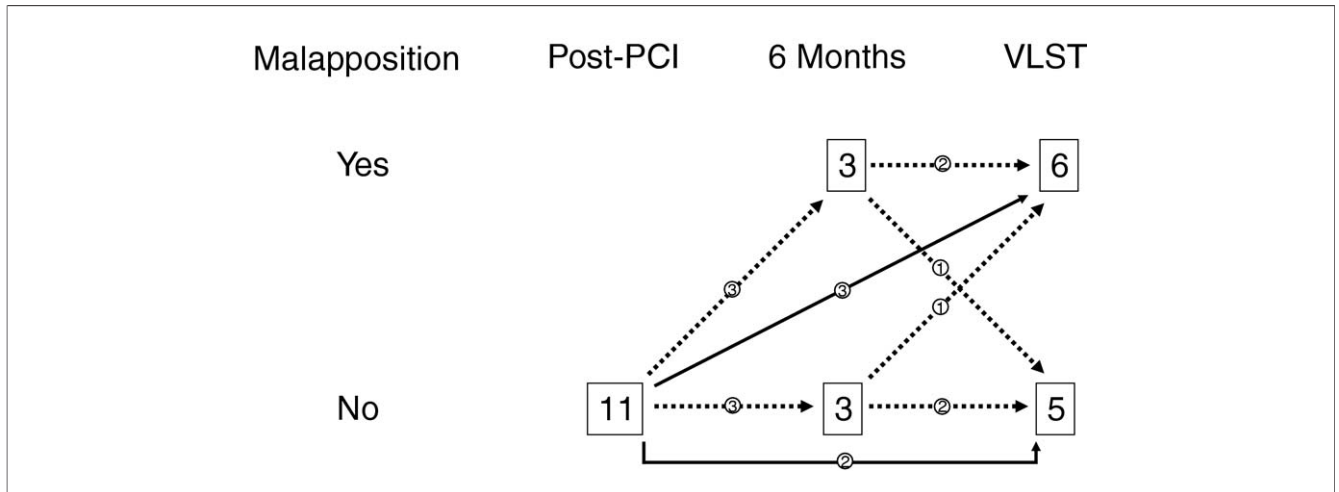 Malapposition Post-PCI 6 Months VLST
Yes 3 ② 6
①
③ ③
①
No 11 ③ 3 ② 5
②